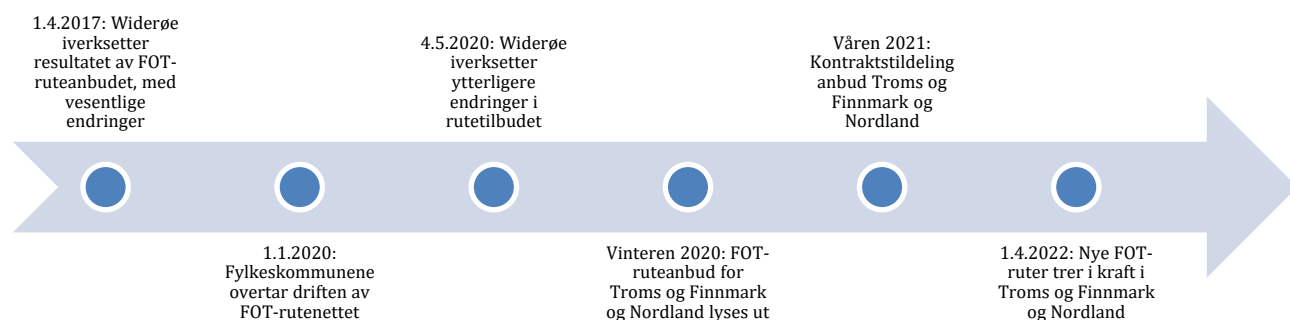 1.4.2017: Widerøe
iverksetter
resultatet av FOT-
ruteanbudet, med
vesentlige
endringer
1.1.2020:
Fylkeskommunene
overtar driften av
FOT-rutenettet
4.5.2020: Widerøe
iverksetter
ytterligere
endringer i
rutetilbudet
Vinteren 2020: FOT-
ruteanbud for
Troms og Finnmark
og Nordland lyses ut
Våren 2021:
Kontraktstildeling
anbud Troms og
Finnmark og
Nordland
1.4.2022: Nye FOT-
ruter trer i kraft i
Troms og Finnmark
og Nordland